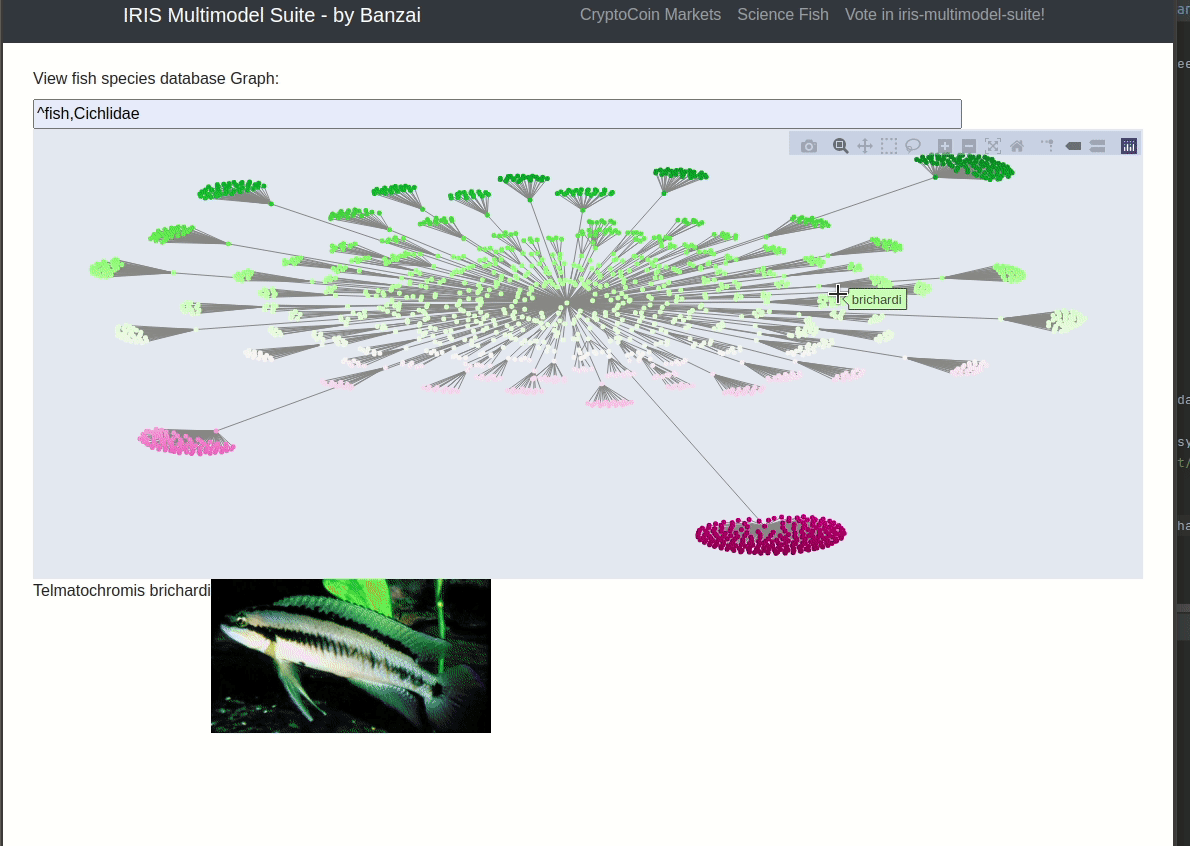 IRIS Multimodel Suite - by Banzai
CryptoCoin Markets Science Fish Vote in iris-multimodel-suite!
View fish species database Graph:
^fish,Cichlidae
brichardi
Telmatochromis brichardi